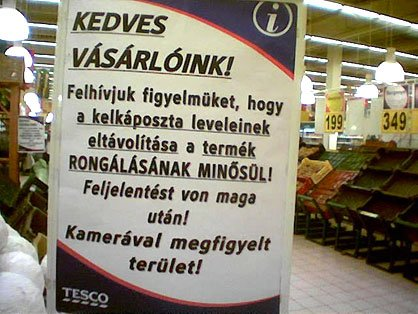 KEDVES
VÁSÁRLÓINK!
Felhívjuk figyelmüket, hogy
a kelkáposzta leveleinek
eltávolítása a termék
RONGÁLÁSÁNAK MINŐSÜL!
Feljelentést von maga
után!
Kamerával megfigyelt
terület!
TESCO
i
199
349